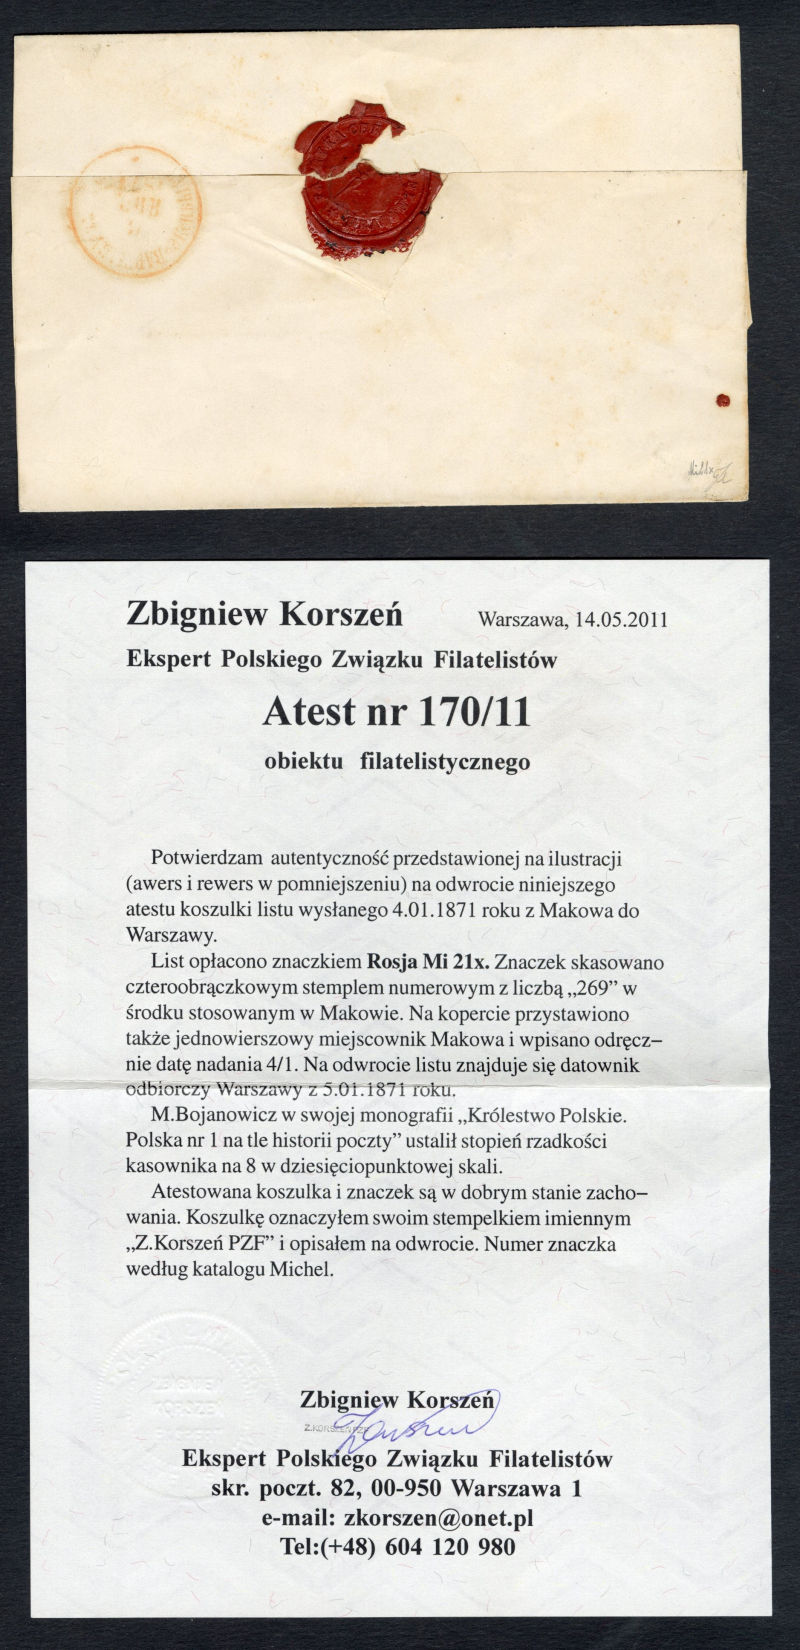 Zbigniew Korszeń
Warszawa, 14.05.2011
Ekspert Polskiego Związku Filatelistów
Atest nr 170/11
obiektu filatelistycznego
Potwierdzam autentyczność przedstawionej na ilustracji
(awers i rewers w pomniejszeniu) na odwrocie niniejszego
atestu koszulki listu wysłanego 4.01.1871 roku z Makowa do
Warszawy.
List opłacono znaczkiem Rosja Mi 21x. Znaczek skasowano
czteroobrączkowym stemplem numerowym z liczbą „269” w
środku stosowanym w Makowie. Na kopercie przystawiono
także jednowierszowy miejscownik Makowa i wpisano odręcz–
nie datę nadania 4/1. Na odwrocie listu znajduje się datownik
odbiorczy Warszawy z 5.01.1871 roku.
M.Bojanowicz w swojej monografii „Królestwo Polskie.
Polska nr 1 na tle historii poczty” ustalił stopień rzadkości
kasownika na 8 w dziesięciopunktowej skali.
Atestowana koszulka i znaczek są w dobrym stanie zacho–
wania. Koszulkę oznaczyłem swoim stempelkiem imiennym
„Z.Korszeń PZF” i opisałem na odwrocie. Numer znaczka
według katalogu Michel.
ZBIGNIEW
KORSZE
Zbigniew Korszeń
Z.KORSZEŃ PZF
Ekspert Polskiego Związku Filatelistów
skr. poczt. 82, 00-950 Warszawa 1
e-mail: zkorszen@onet.pl
Tel:(+48) 604 120 980